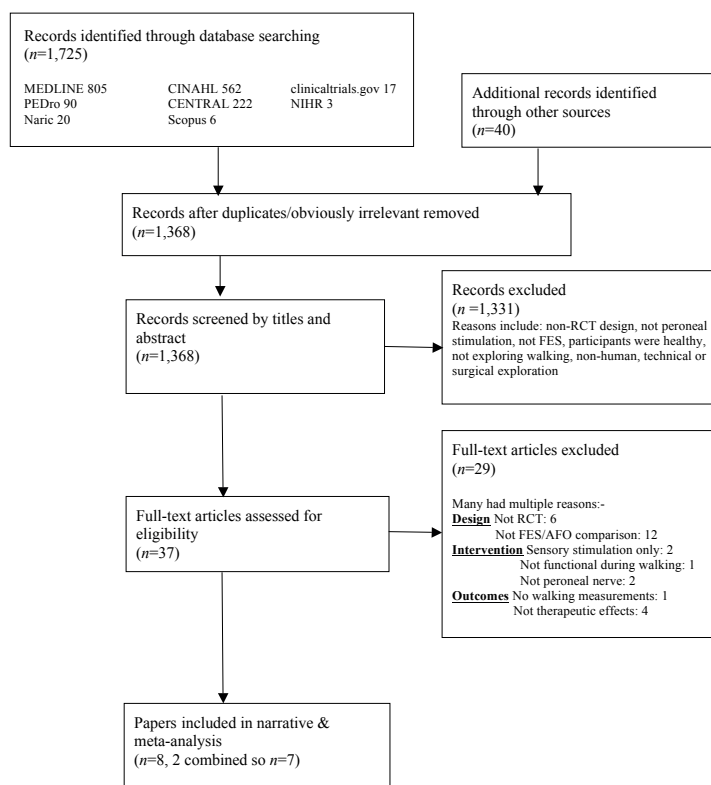 Records identified through database searching
(n=1,725)
MEDLINE 805 CINAHL 562 clinicaltrials.gov 17
PEDro 90 CENTRAL 222 NIHR 3
Naric 20 Scopus 6
Additional records identified
through other sources
(n=40)
Records after duplicates/obviously irrelevant removed
(n=1,368)
Records screened by titles and
abstract
(n=1,368)
Records excluded
(n =1,331)
Reasons include: non-RCT design, not peroneal
stimulation, not FES, participants were healthy,
not exploring walking, non-human, technical or
surgical exploration
Full-text articles assessed for
eligibility
(n=37)
Full-text articles excluded
(n=29)
Many had multiple reasons:-
Design Not RCT: 6
Not FES/AFO comparison: 12
Intervention Sensory stimulation only: 2
Not functional during walking: 1
Not peroneal nerve: 2
Outcomes No walking measurements: 1
Not therapeutic effects: 4
Papers included in narrative &
meta-analysis
(n=8, 2 combined so n=7)